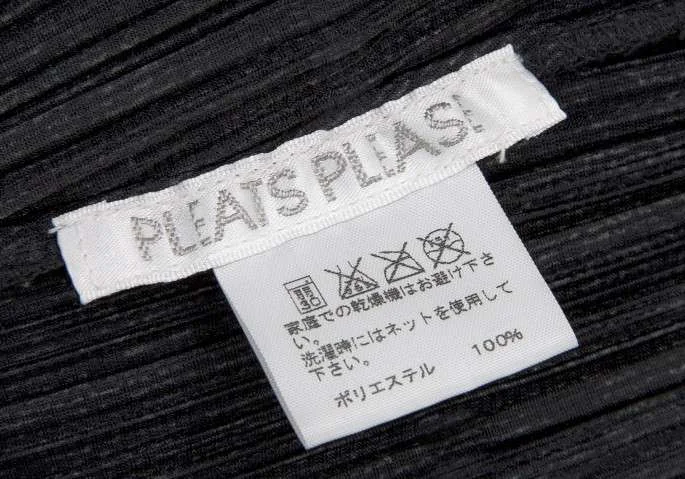 PLEATS PLEASE
家庭での乾燥機はお避け下さ
い。
洗濯時にはネットを使用して
下さい。
ポリエステル 100%